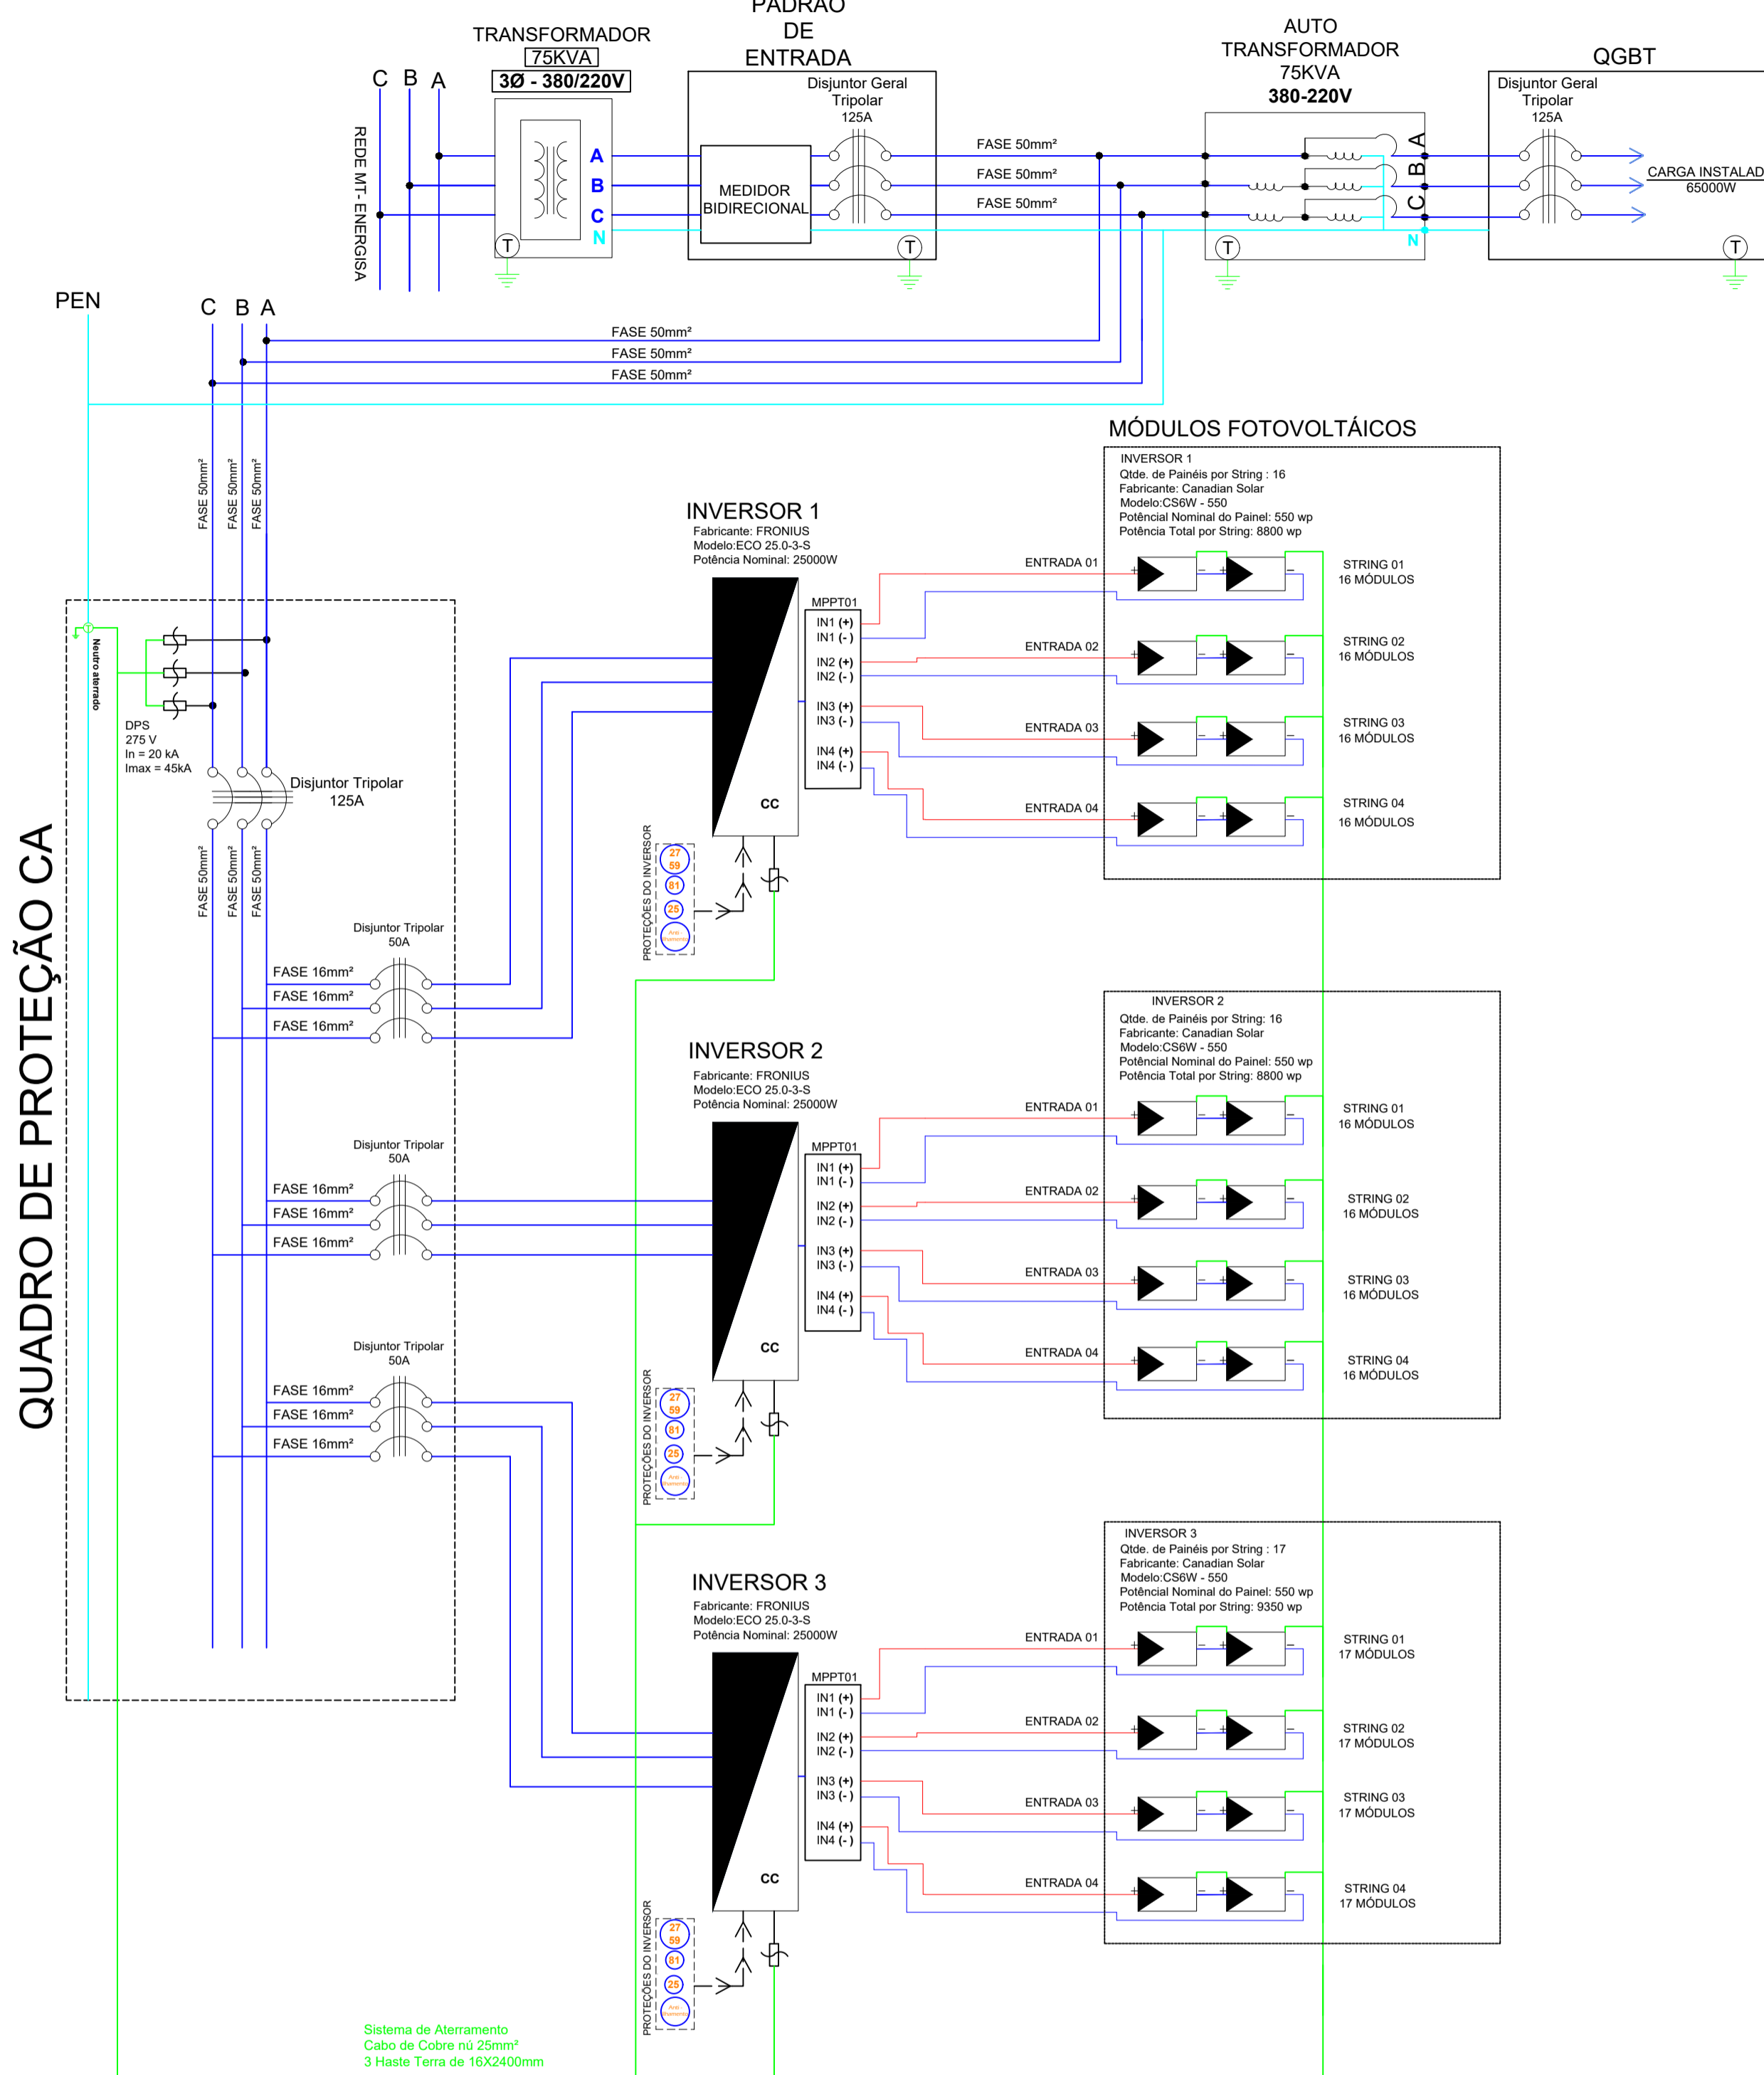 PADRÃO
DE
ENTRADA
TRANSFORMADOR
75KVA
3Ø - 380/220V
AUTO
TRANSFORMADOR
75KVA
380-220V
QGBT
C B A
REDE MT- ENERGISA
A
B
C
N
T
MEDIDOR
BIDIRECIONAL
Disjuntor Geral
Tripolar
125A
T
FASE 50mm²
FASE 50mm²
FASE 50mm²
A
B
C
N
T
Disjuntor Geral
Tripolar
125A
CARGA INSTALAD
65000W
T
PEN
C B A
FASE 50mm²
FASE 50mm²
FASE 50mm²
FASE 50mm²
FASE 50mm²
FASE 50mm²
QUADRO DE PROTEÇÃO CA
T
Neutro aterrado
DPS
275 V
In = 20 kA
Imax = 45kA
Disjuntor Tripolar
125A
FASE 50mm²
FASE 50mm²
FASE 50mm²
Disjuntor Tripolar
50A
FASE 16mm²
FASE 16mm²
FASE 16mm²
Disjuntor Tripolar
50A
FASE 16mm²
FASE 16mm²
FASE 16mm²
Disjuntor Tripolar
50A
FASE 16mm²
FASE 16mm²
FASE 16mm²
MÓDULOS FOTOVOLTÁICOS
INVERSOR 1
Fabricante: FRONIUS
Modelo:ECO 25.0-3-S
Potência Nominal: 25000W
CC
MPPT01
IN1 (+)
IN1 (-)
IN2 (+)
IN2 (-)
IN3 (+)
IN3 (-)
IN4 (+)
IN4 (-)
PROTEÇÕES DO INVERSOR
27
59
81
25
ENTRADA 01
ENTRADA 02
ENTRADA 03
ENTRADA 04
INVERSOR 1
Qtde. de Painéis por String : 16
Fabricante: Canadian Solar
Modelo:CS6W - 550
Potêncial Nominal do Painel: 550 wp
Potência Total por String: 8800 wp
STRING 01
16 MÓDULOS
STRING 02
16 MÓDULOS
STRING 03
16 MÓDULOS
STRING 04
16 MÓDULOS
INVERSOR 2
Fabricante: FRONIUS
Modelo:ECO 25.0-3-S
Potência Nominal: 25000W
CC
MPPT01
IN1 (+)
IN1 (-)
IN2 (+)
IN2 (-)
IN3 (+)
IN3 (-)
IN4 (+)
IN4 (-)
PROTEÇÕES DO INVERSOR
27
59
81
25
ENTRADA 01
ENTRADA 02
ENTRADA 03
ENTRADA 04
INVERSOR 2
Qtde. de Painéis por String: 16
Fabricante: Canadian Solar
Modelo:CS6W - 550
Potêncial Nominal do Painel: 550 wp
Potência Total por String: 8800 wp
STRING 01
16 MÓDULOS
STRING 02
16 MÓDULOS
STRING 03
16 MÓDULOS
STRING 04
16 MÓDULOS
INVERSOR 3
Fabricante: FRONIUS
Modelo:ECO 25.0-3-S
Potência Nominal: 25000W
CC
MPPT01
IN1 (+)
IN1 (-)
IN2 (+)
IN2 (-)
IN3 (+)
IN3 (-)
IN4 (+)
IN4 (-)
PROTEÇÕES DO INVERSOR
27
59
81
25
ENTRADA 01
ENTRADA 02
ENTRADA 03
ENTRADA 04
INVERSOR 3
Qtde. de Painéis por String : 17
Fabricante: Canadian Solar
Modelo:CS6W - 550
Potêncial Nominal do Painel: 550 wp
Potência Total por String: 9350 wp
STRING 01
17 MÓDULOS
STRING 02
17 MÓDULOS
STRING 03
17 MÓDULOS
STRING 04
17 MÓDULOS
Sistema de Aterramento
Cabo de Cobre nú 25mm²
3 Haste Terra de 16X2400mm